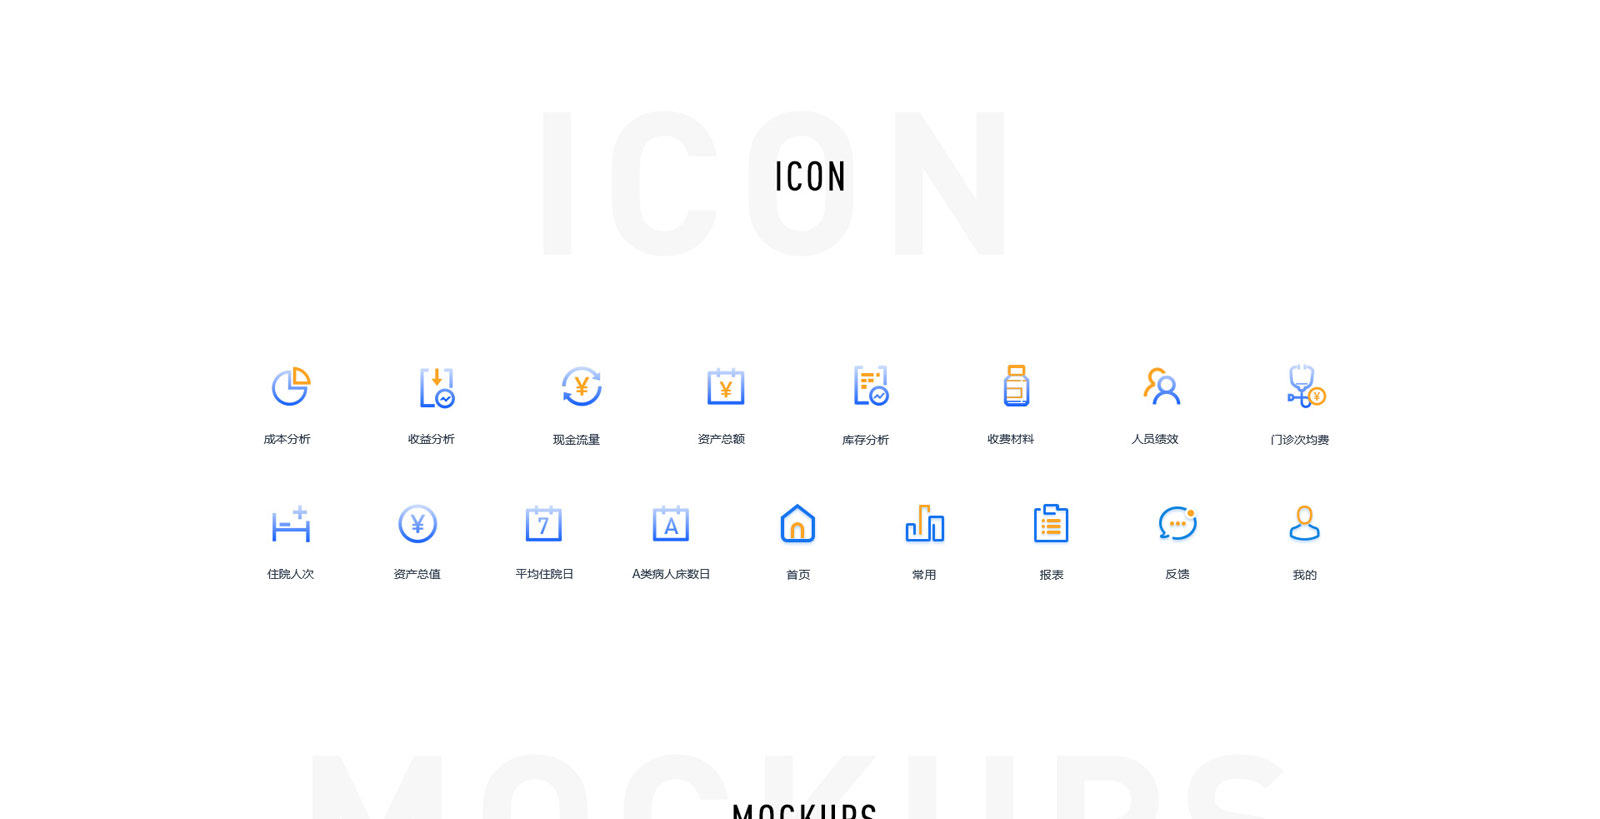 ICON
ICON
成本分析 收益分析 现金流量 资产总额 库存分析 收费材料 人员绩效 门诊次均费
¥ ¥ ¥
¥ 7 A
住院人次 资产总值 平均住院日 A类病人床数日 首页 常用 报表 反馈 我的
MOCKUPS
MOCKUPS